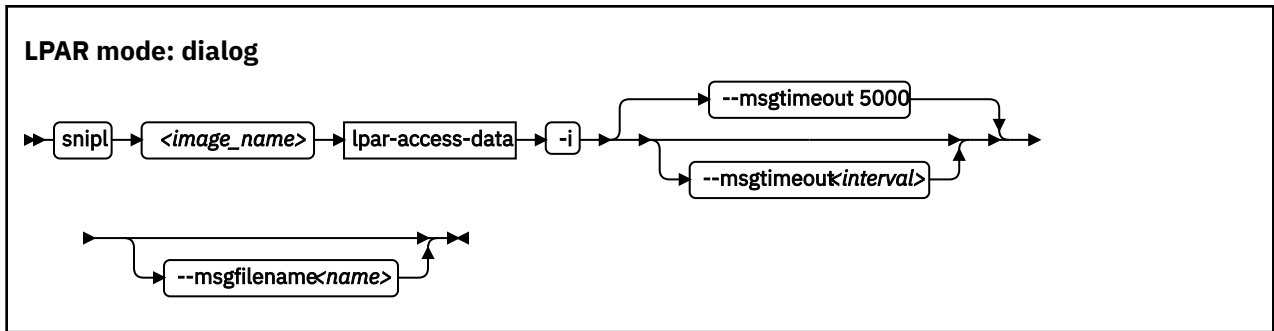 LPAR mode: dialog
--msgtimeout 5000
snipl <image_name> lpar-access-data -i
--msgtimeout<interval>
--msgfilename<name>